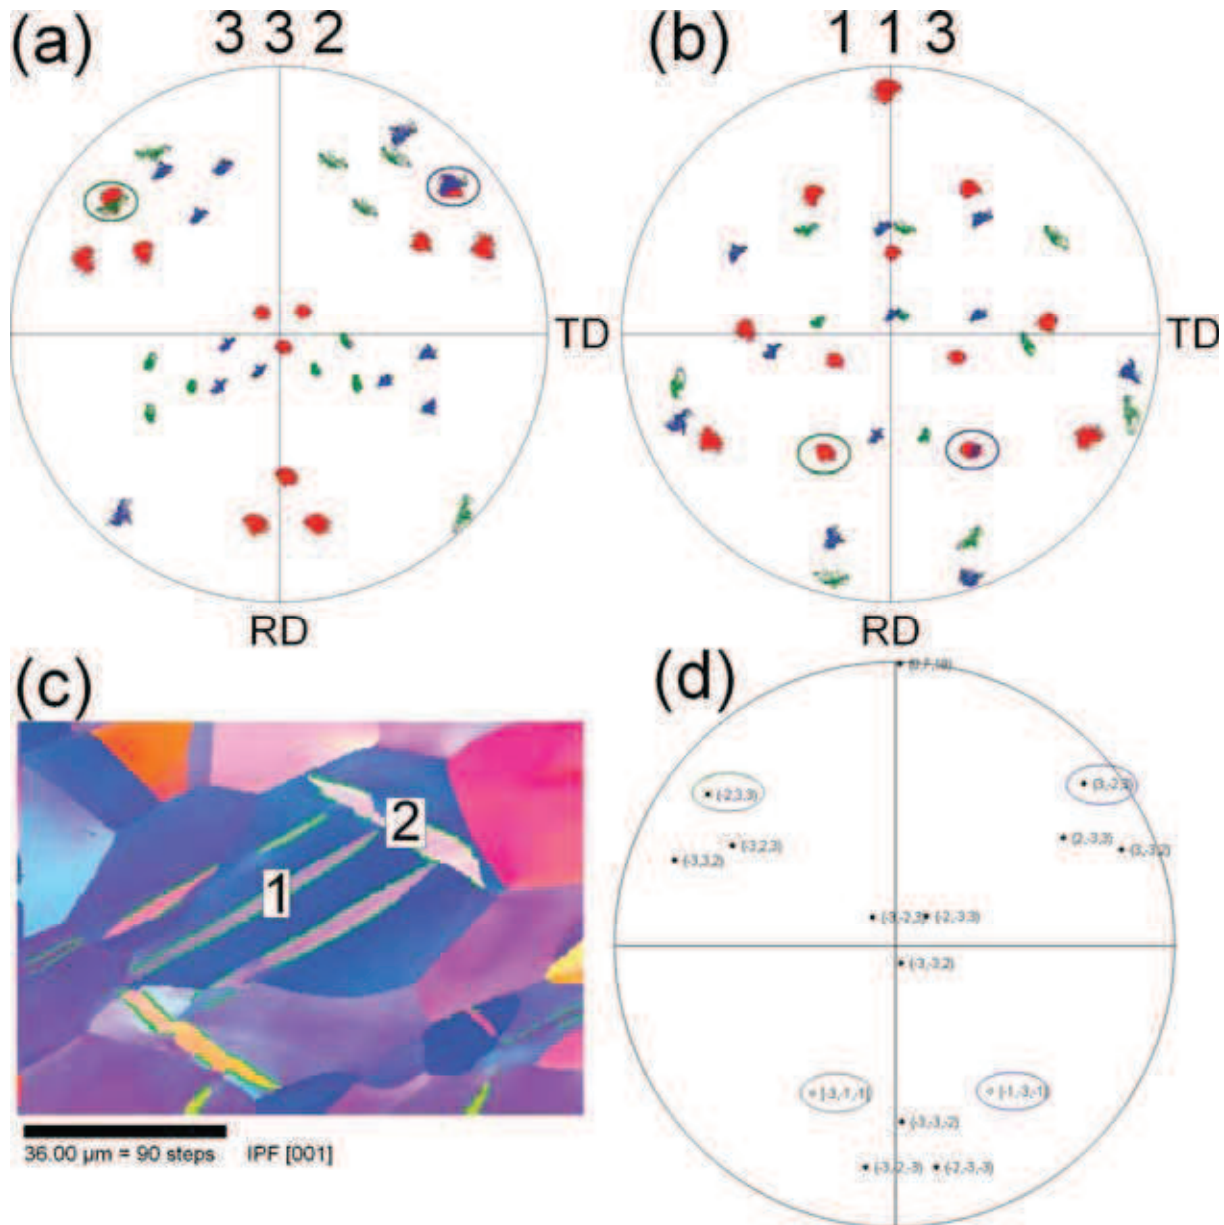 (a) 3 3 2
(b) 1 1 3
TD
TD
RD
RD
(c)
(d)
2
1
36.00 µm = 90 steps IPF [001]
(-2,3,3)
(2,-3,3)
(-3,2,3)
(3,-3,2)
(-3,3,2)
(-3,-2,3)
(-2,-3,3)
(-3,-3,2)
[-3,-1,-1]
[-1,-3,-1]
(-3,-3,-2)
(-3,-2,-3)
(-2,-3,-3)